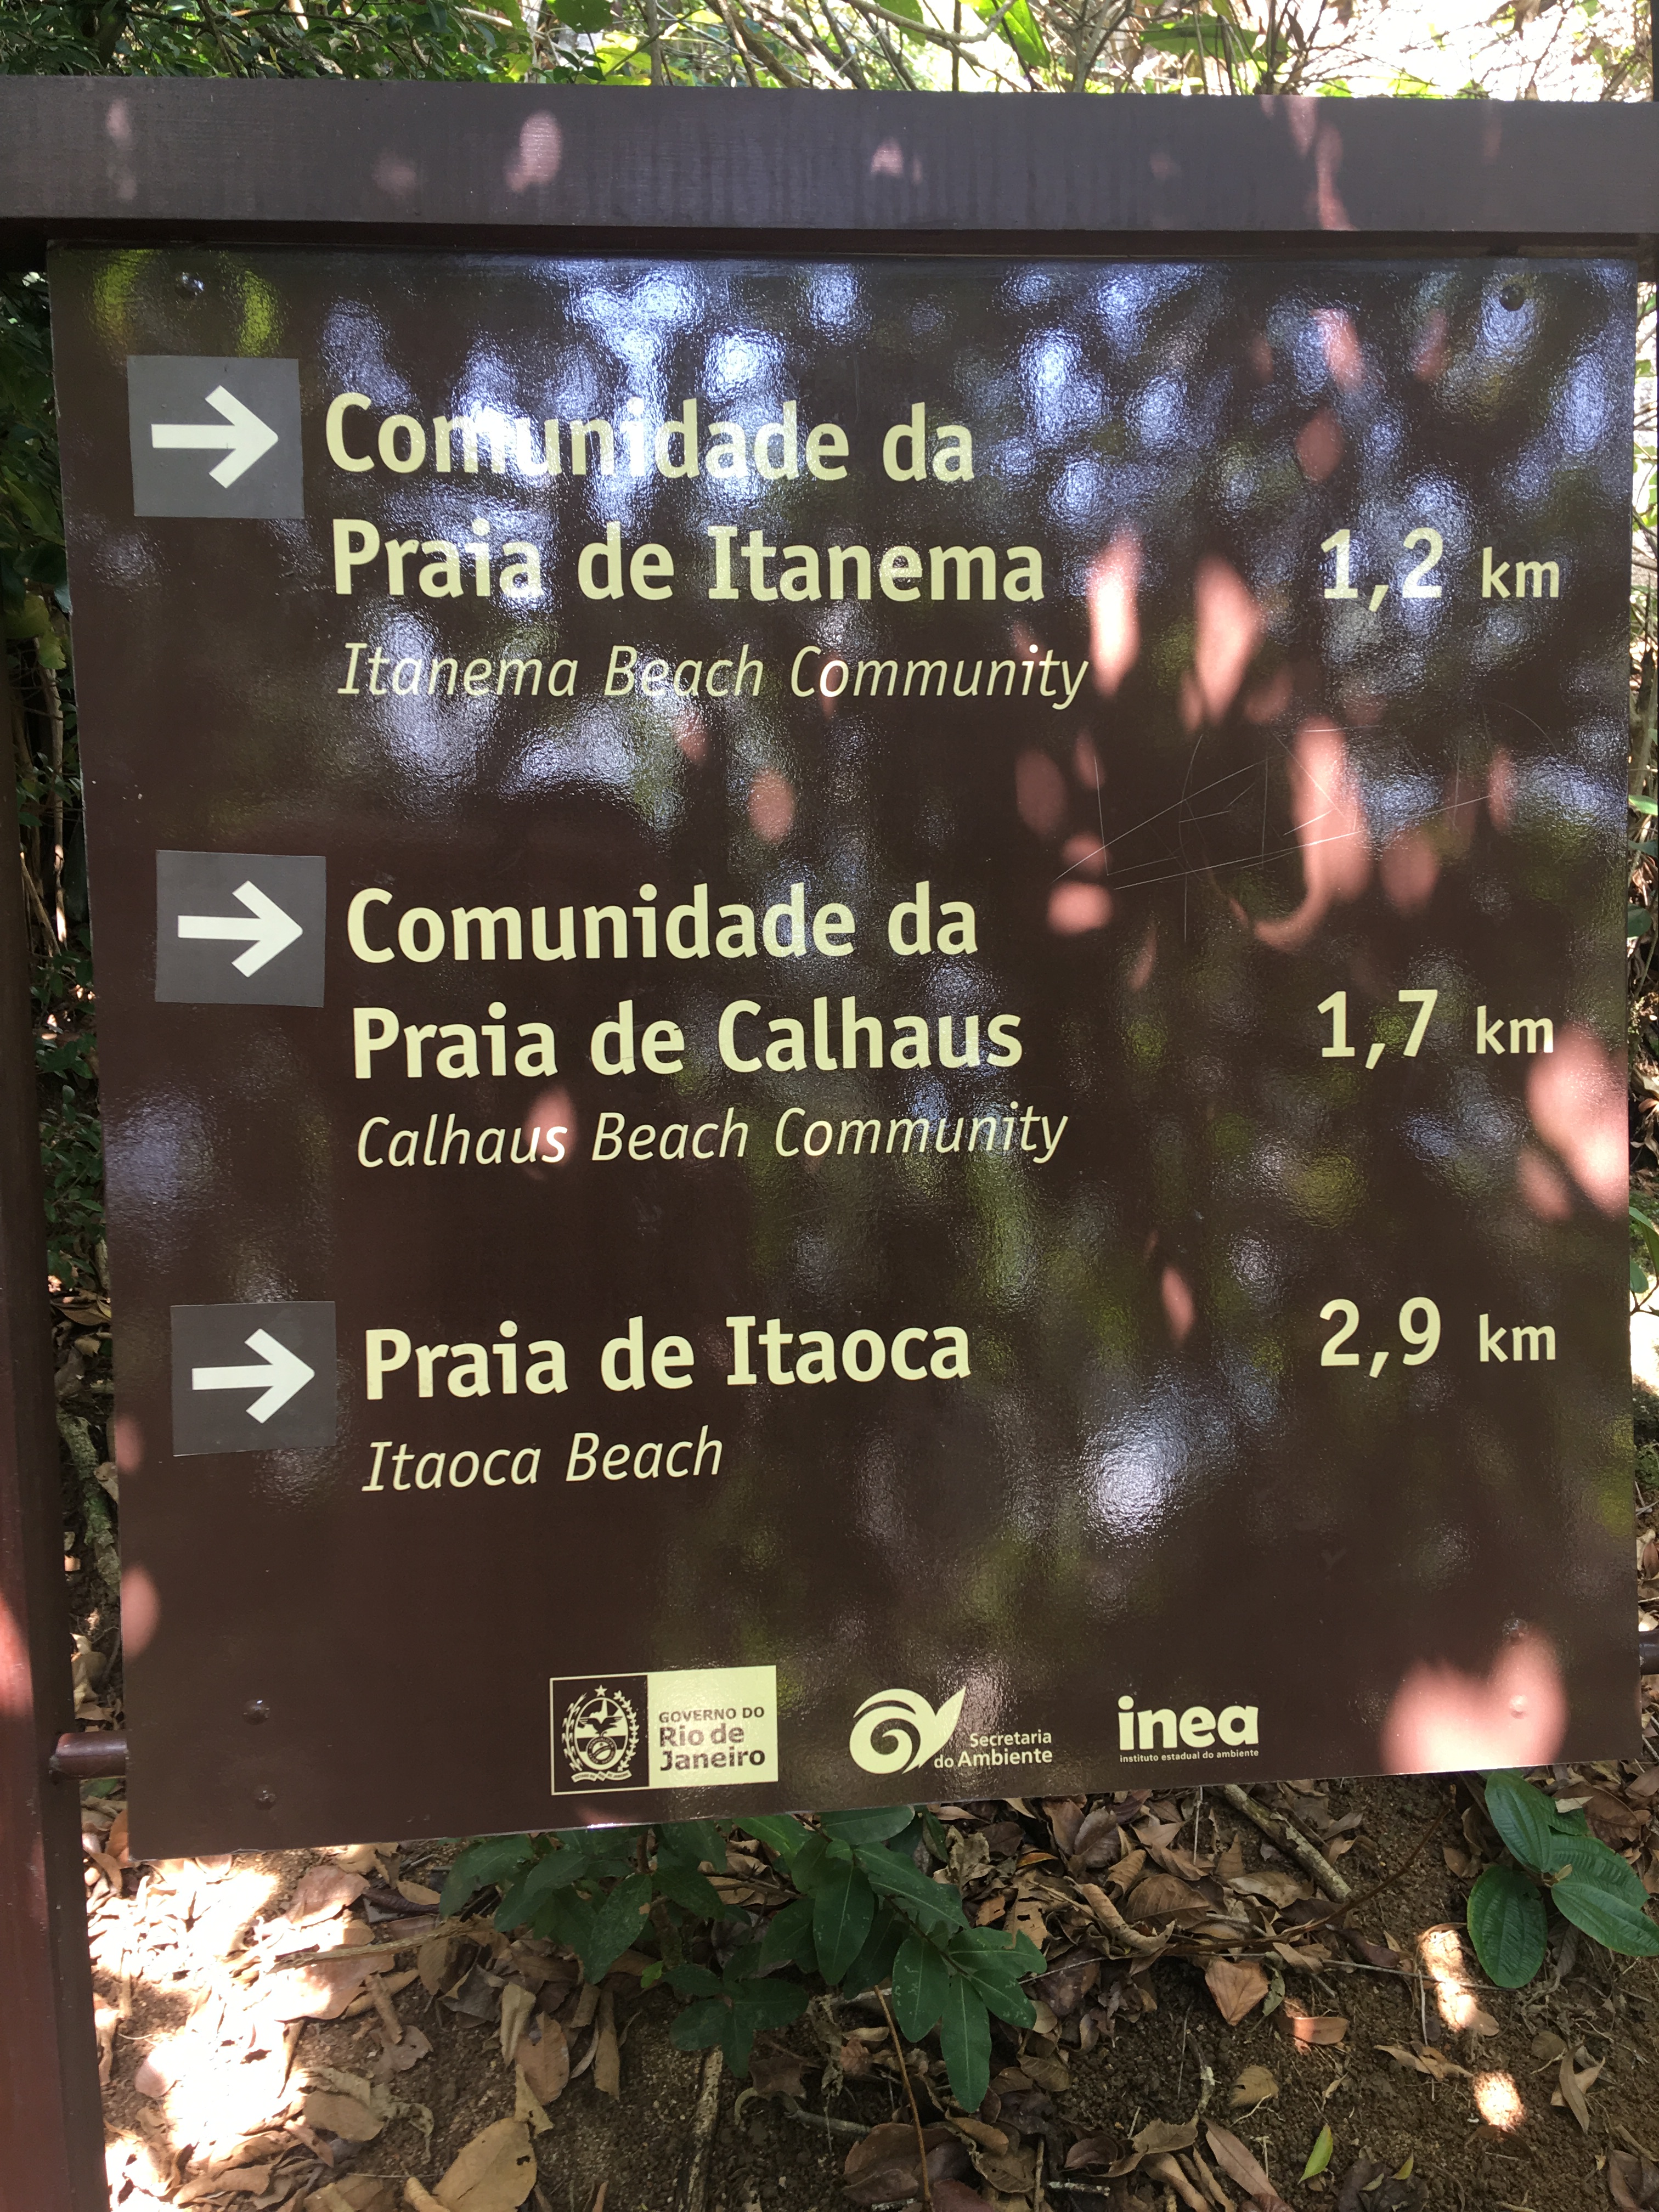 Comunidade da
Praia de Itanema 1,2 km
Itanema Beach Community
Comunidade da
Praia de Calhaus 1,7 km
Calhaus Beach Community
Praia de Itaoca 2,9 km
Itaoca Beach
GOVERNO DO
Rio de
Janeiro
Secretaria
do Ambiente
inea
instituto estadual do ambiente